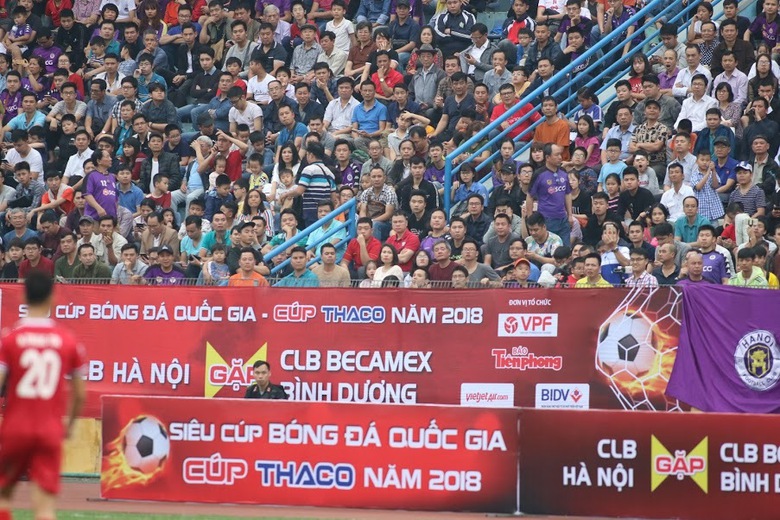 SIÊU CÚP BÓNG ĐÁ QUỐC GIA - CÚP THACO NĂM 2018
CLB HÀ NỘI GẶP CLB BECAMEX
BÌNH DƯƠNG
ĐƠN VỊ TỔ CHỨC
VPF
BÁO
Tiền phong
vietjetair.com
BIDV
HANOI
20
SIÊU CÚP BÓNG ĐÁ QUỐC GIA
CÚP THACO NĂM 2018
CLB
HÀ NỘI
GẶP
CLB BE
BÌNH D